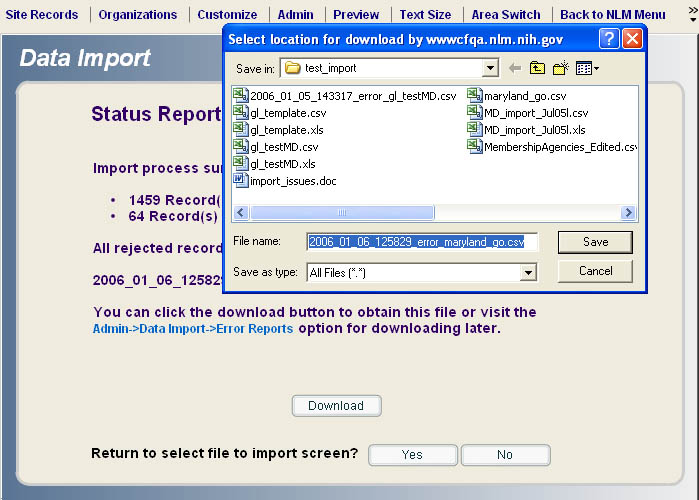 Site Records Organizations Customize Admin Preview Text Size Area Switch Back to NLM Menu »
Data Import
Select location for download by wwwcfqa.nlm.nih.gov
Save in: test_import
2006_01_05_143317_error_gl_testMD.csv
gl_template.csv
gl_template.xls
gl_testMD.csv
gl_testMD.xls
import_issues.doc
maryland_go.csv
MD_import_Jul05l.csv
MD_import_Jul05l.xls
MembershipAgencies_Edited.csv
File name: 2006_01_06_125829_error_maryland_go.csv
Save
Save as type: All Files (*.*)
Cancel
Status Report
Import process su
• 1459 Record(
• 64 Record(s)
All rejected record
2006_01_06_12582
You can click the download button to obtain this file or visit the
Admin->Data Import->Error Reports option for downloading later.
Download
Return to select file to import screen? Yes No